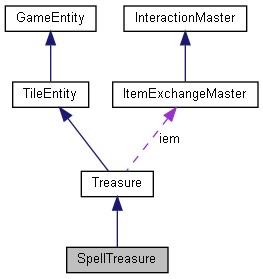 GameEntity
InteractionMaster
TileEntity
ItemExchangeMaster
iem
Treasure
SpellTreasure